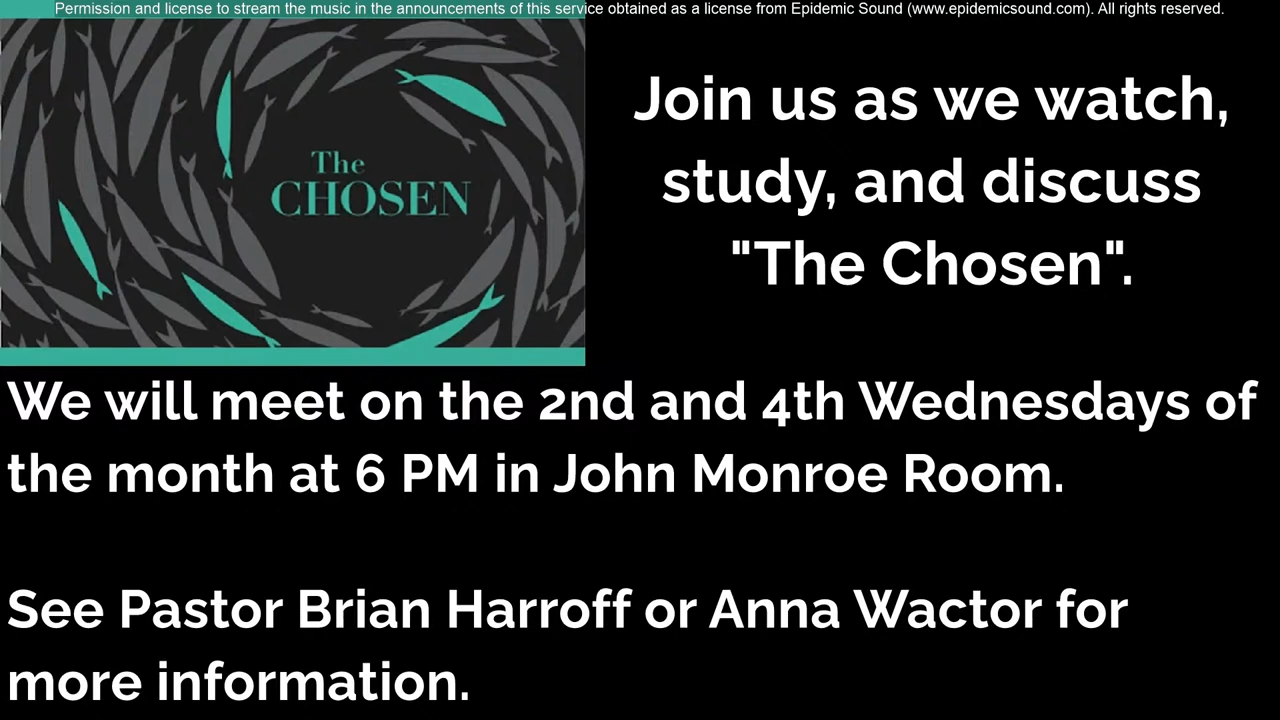 Permission and license to stream the music in the announcements of this service obtained as a license from Epidemic Sound (www.epidemicsound.com). All rights reserved.
The
CHOSEN
Join us as we watch,
study, and discuss
"The Chosen".
We will meet on the 2nd and 4th Wednesdays of
the month at 6 PM in John Monroe Room.
See Pastor Brian Harroff or Anna Wactor for
more information.